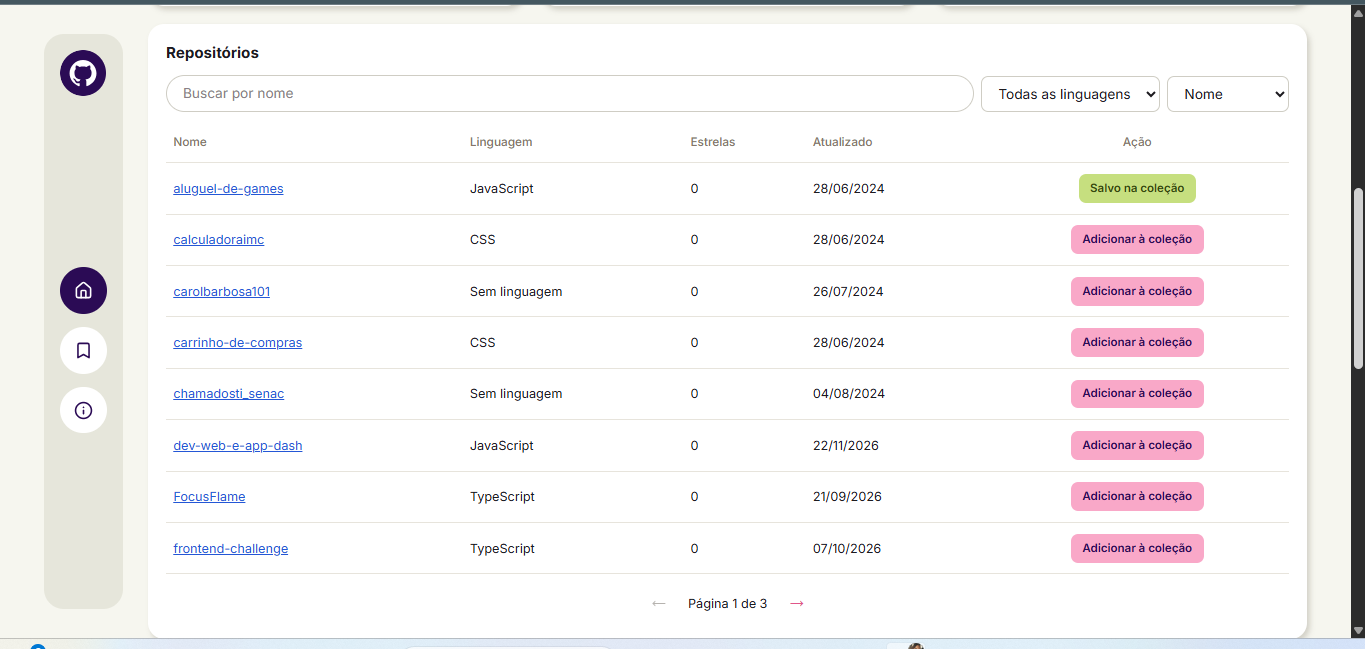 Repositórios
Buscar por nome Todas as linguagens Nome
Nome Linguagem Estrelas Atualizado Ação
aluguel-de-games JavaScript 0 28/06/2024 Salvo na coleção
calculadoraimc CSS 0 28/06/2024 Adicionar à coleção
carolbarbosa101 Sem linguagem 0 26/07/2024 Adicionar à coleção
carrinho-de-compras CSS 0 28/06/2024 Adicionar à coleção
chamadosti_senac Sem linguagem 0 04/08/2024 Adicionar à coleção
dev-web-e-app-dash JavaScript 0 22/11/2026 Adicionar à coleção
FocusFlame TypeScript 0 21/09/2026 Adicionar à coleção
frontend-challenge TypeScript 0 07/10/2026 Adicionar à coleção
← Página 1 de 3 →